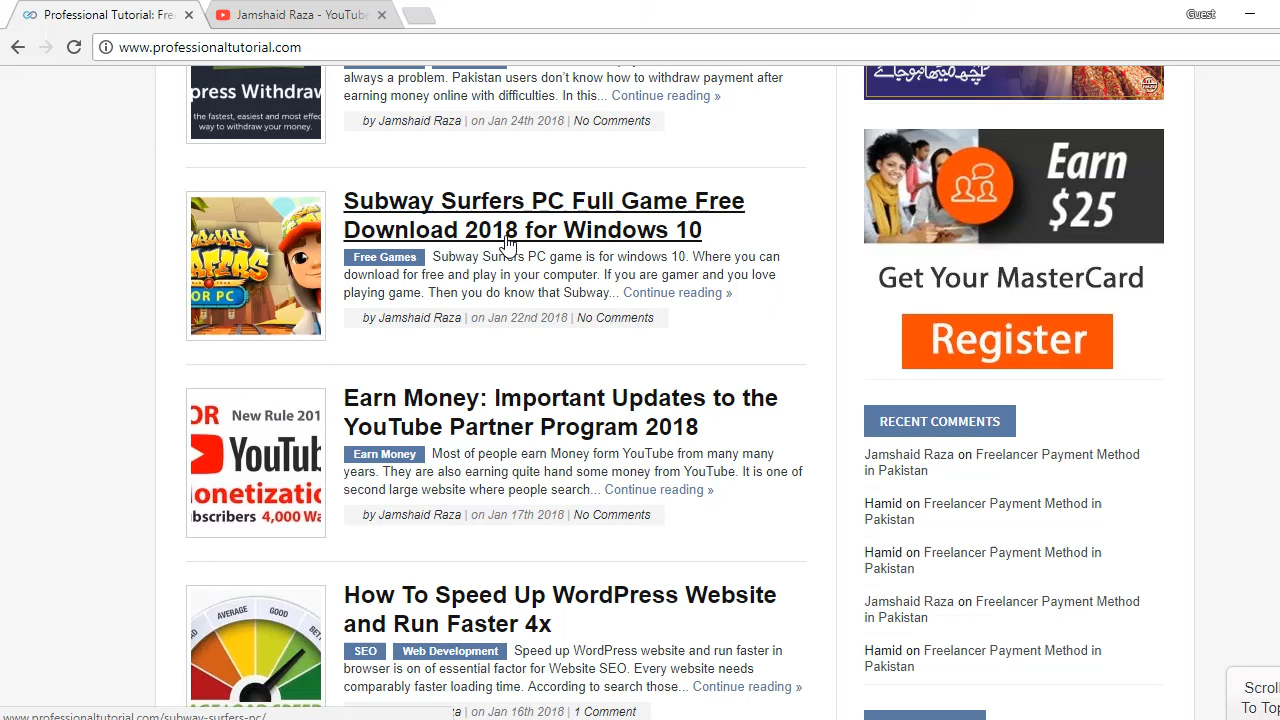 Professional Tutorial: Fre
Jamshaid Raza - YouTube
Guest
www.professionaltutorial.com
press Withdraw
the fastest, easiest and most effec
way to withdraw your money.
always a problem. Pakistan users don't know how to withdraw payment after
earning money online with difficulties. In this... Continue reading »
by Jamshaid Raza | on Jan 24th 2018 | No Comments
SUBWAY
SURFERS
FOR PC
Subway Surfers PC Full Game Free
Download 2018 for Windows 10
Free Games Subway Surfers PC game is for windows 10. Where you can
download for free and play in your computer. If you are gamer and you love
playing game. Then you do know that Subway... Continue reading »
by Jamshaid Raza | on Jan 22nd 2018 | No Comments
OR New Rule 201
YouTub
onetizatio
bscribers 4,000 Wa
Earn Money: Important Updates to the
YouTube Partner Program 2018
Earn Money Most of people earn Money form YouTube from many many
years. They are also earning quite hand some money from YouTube. It is one of
second large website where people search... Continue reading »
by Jamshaid Raza | on Jan 17th 2018 | No Comments
AVERAGE GOOD
How To Speed Up WordPress Website
and Run Faster 4x
SEO Web Development Speed up WordPress website and run faster in
browser is on of essential factor for Website SEO. Every website needs
comparably faster loading time. According to search those... Continue reading »
za | on Jan 16th 2018 | 1 Comment
www.professionaltutorial.com/subway-surfers-pc/
Earn
$25
Get Your MasterCard
Register
RECENT COMMENTS
Jamshaid Raza on Freelancer Payment Method
in Pakistan
Hamid on Freelancer Payment Method in
Pakistan
Hamid on Freelancer Payment Method in
Pakistan
Jamshaid Raza on Freelancer Payment Method
in Pakistan
Hamid on Freelancer Payment Method in
Pakistan
Scroll
To Top